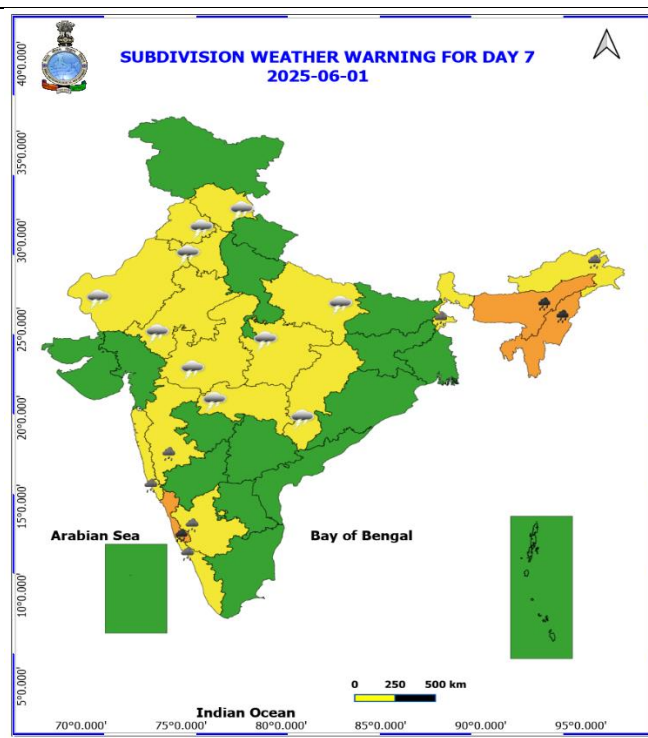 SUBDIVISION WEATHER WARNING FOR DAY 7
2025-06-01
40°0.000'
35°0.000'
30°0.000'
25°0.000'
20°0.000'
15°0.000'
10°0.000'
5°0.000'
Arabian Sea
Bay of Bengal
0 250 500 km
Indian Ocean
70°0.000' 75°0.000' 80°0.000' 85°0.000' 90°0.000' 95°0.000'